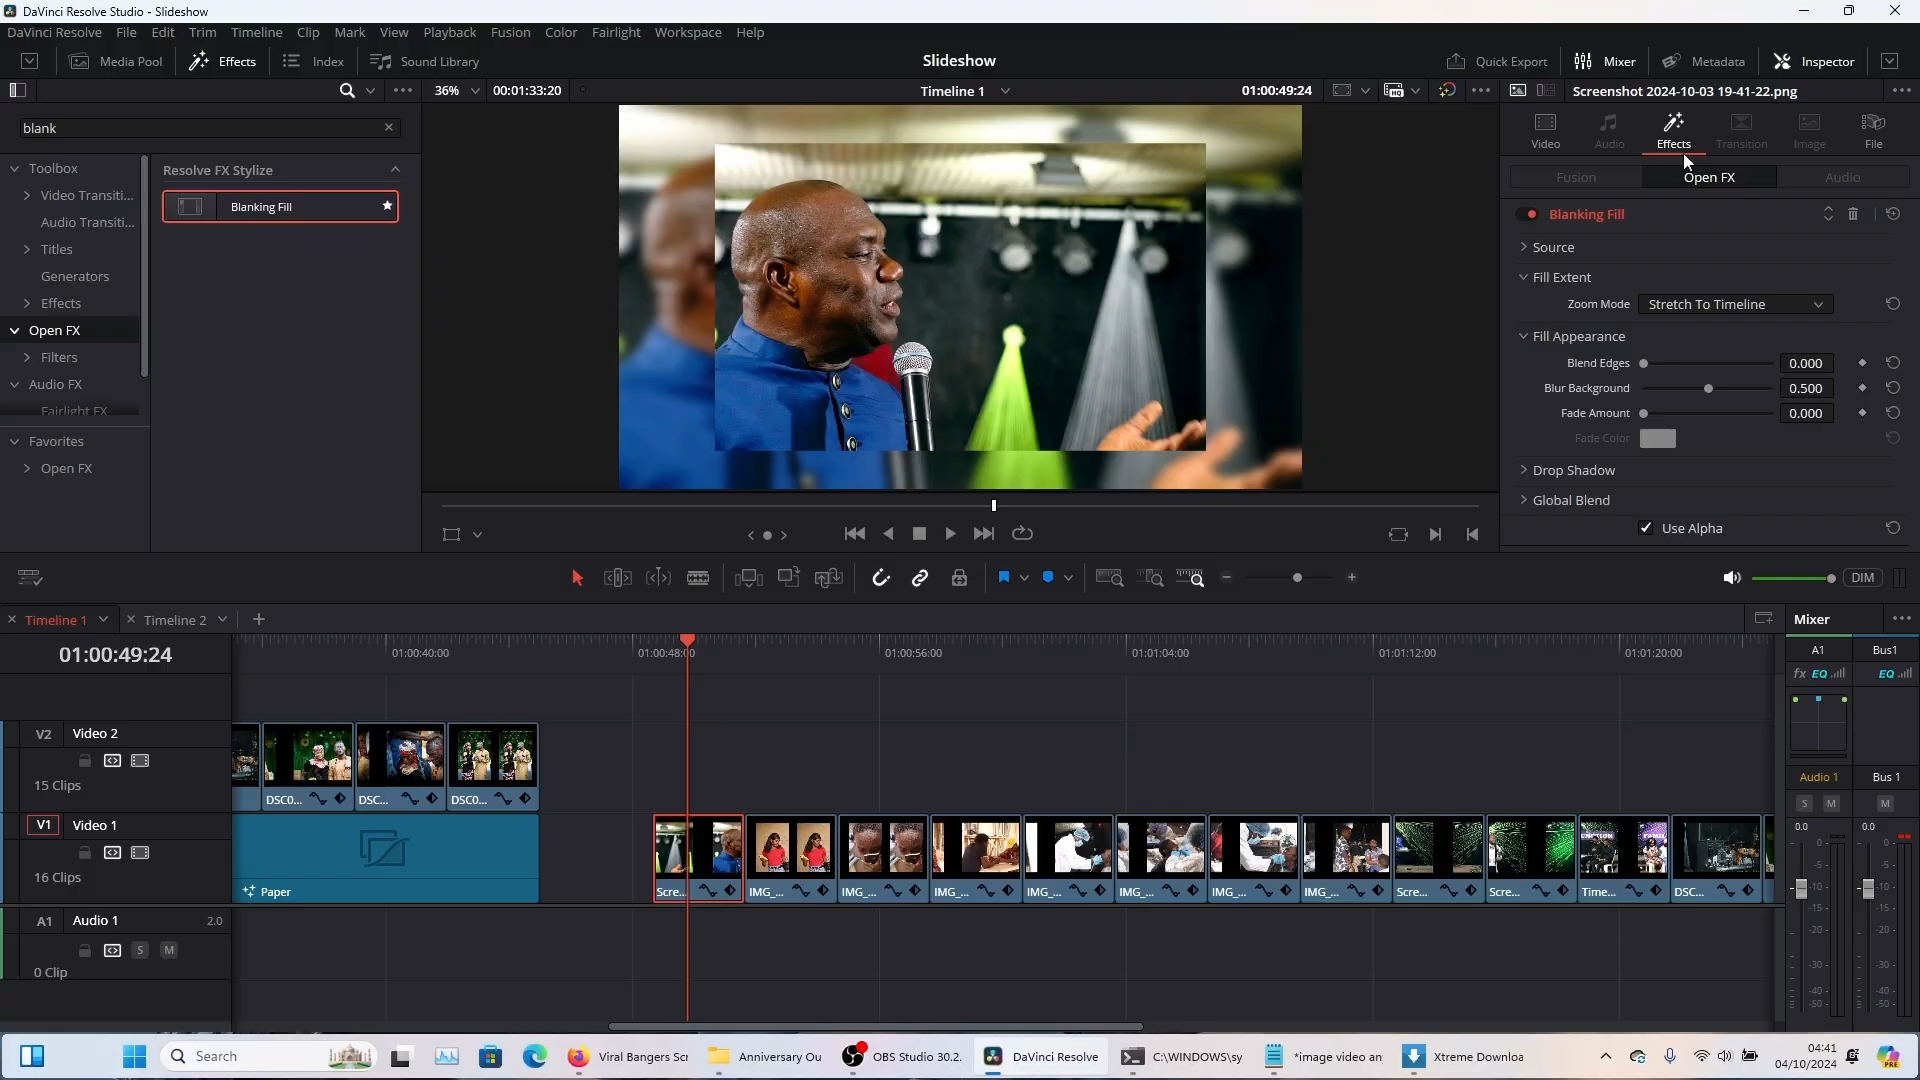 DaVinci Resolve Studio - Slideshow
DaVinci Resolve File Edit Trim Timeline Clip Mark View Playback Fusion Color Fairlight Workspace Help
Media Pool Effects Index Sound Library Slideshow Quick Export Mixer Metadata Inspector
36% 00:01:33:20 Timeline 1 01:00:49:24 Screenshot 2024-10-03 19-41-22.png
blank
Video Audio Effects Transition Image File
Toolbox
Video Transiti...
Audio Transiti...
Titles
Generators
Effects
Open FX
Filters
Audio FX
Fairlight FX
Favorites
Open FX
Resolve FX Stylize
Blanking Fill
Fusion Open FX Audio
Blanking Fill
Source
Fill Extent
Zoom Mode Stretch To Timeline
Fill Appearance
Blend Edges 0.000
Blur Background 0.500
Fade Amount 0.000
Fade Color
Drop Shadow
Global Blend
Use Alpha
DIM
Timeline 1 Timeline 2
01:00:49:24
01:00:40:00 01:00:48:00 01:00:56:00 01:01:04:00 01:01:12:00 01:01:20:00
V2 Video 2
15 Clips
DSC0... DSC... DSC0...
V1 Video 1
16 Clips
Paper
Scre... IMG_... IMG_... IMG_... IMG_... IMG_... IMG_... IMG_... Scre... Scre... Time... DSC...
A1 Audio 1 2.0
S M
0 Clip
Mixer
A1 Bus1
fx EQ EQ
Audio 1 Bus 1
S M M
0.0 0.0
0- 0-
-5- -5-
-10- -10-
-15- -15-
-20- -20-
-30- -30-
-40- -40-
-50- -50-
Search
Viral Bangers Scr
Anniversary Ou
OBS Studio 30.2.
DaVinci Resolve
C:\WINDOWS\sy
*image video an
Xtreme Downloa
04:41
04/10/2024
PRE